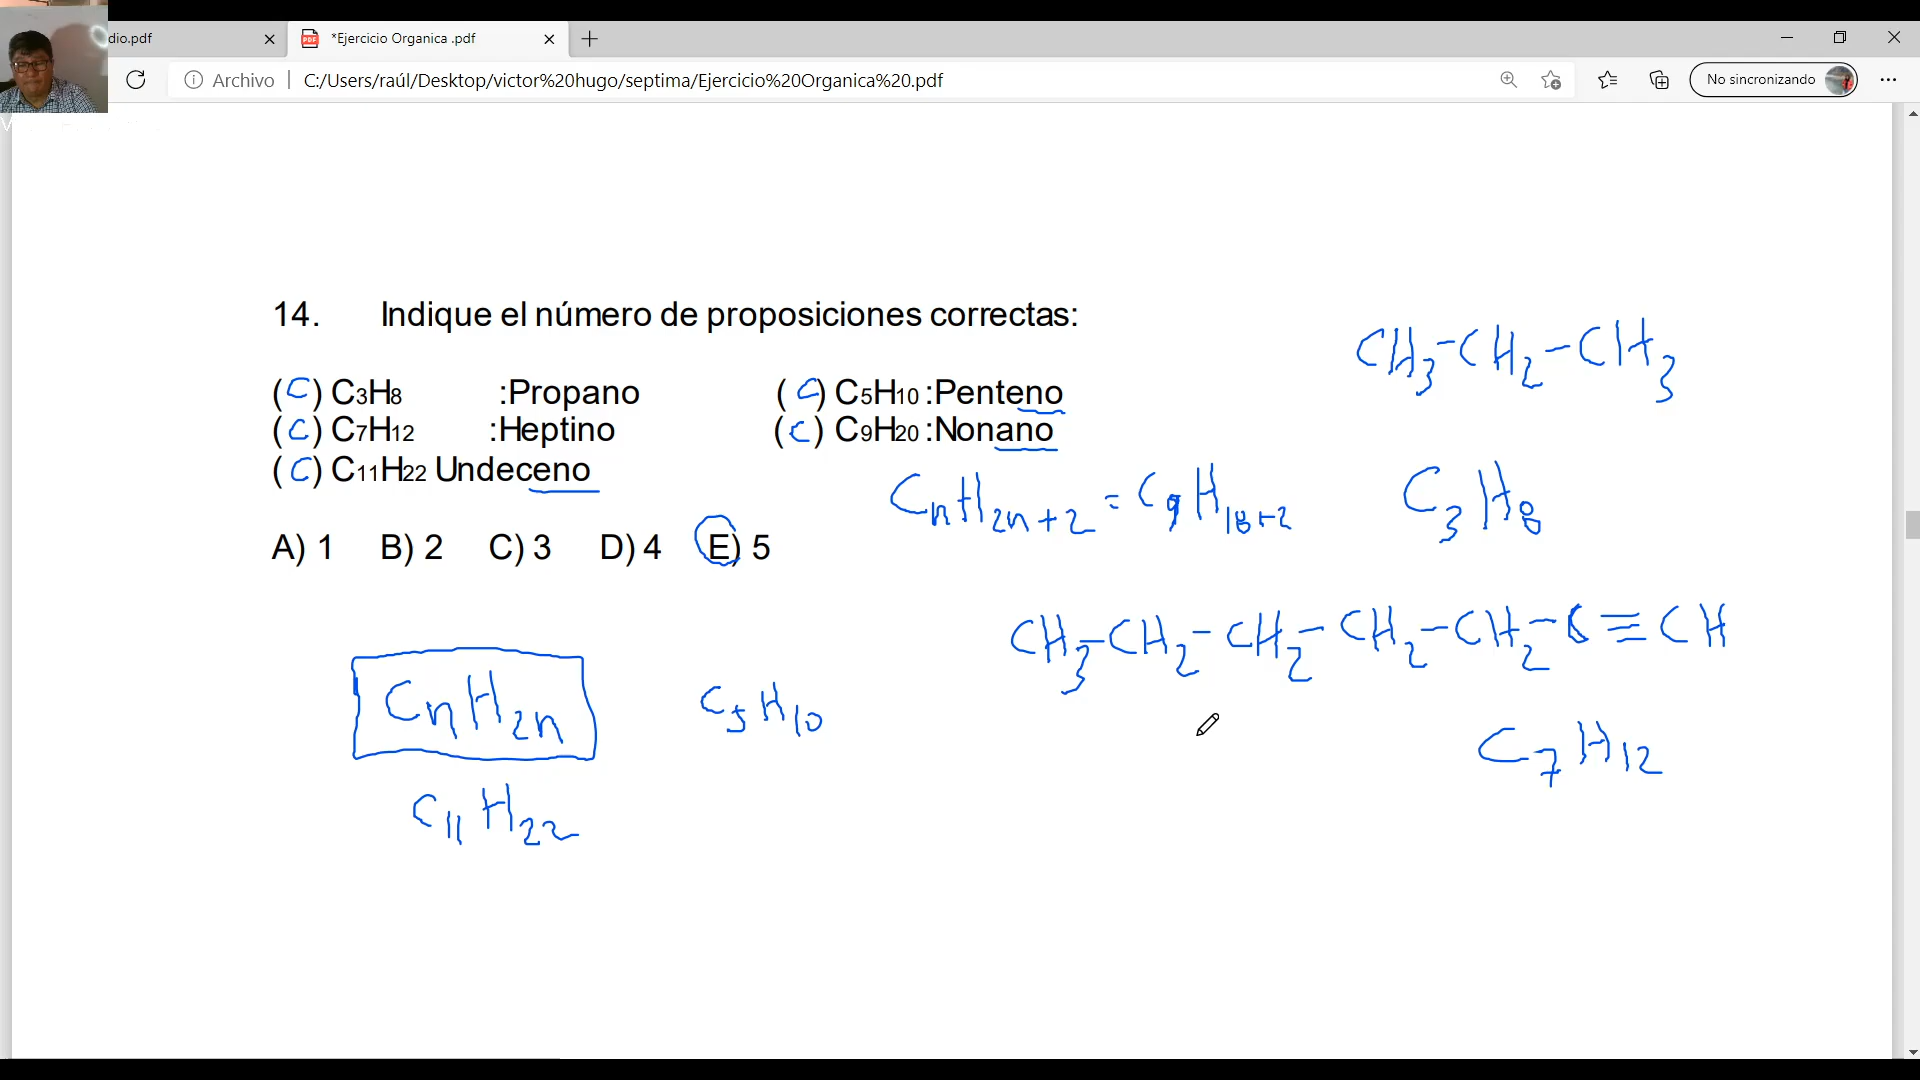 dio.pdf
*Ejercicio Organica .pdf
Archivo | C:/Users/raúl/Desktop/victor%20hugo/septima/Ejercicio%20Organica%20.pdf
No sincronizando
14. Indique el número de proposiciones correctas:
(C) C3H8 :Propano (C) C5H10 :Penteno
(C) C7H12 :Heptino (C) C9H20 :Nonano
(C) C11H22 Undeceno
A) 1 B) 2 C) 3 D) 4 E) 5
CH3-CH2-CH3
CnH2n+2 = C9H18+2
C3H8
CH3-CH2-CH2-CH2-CH2-C≡CH
CnH2n
C5H10
C7H12
C11H22